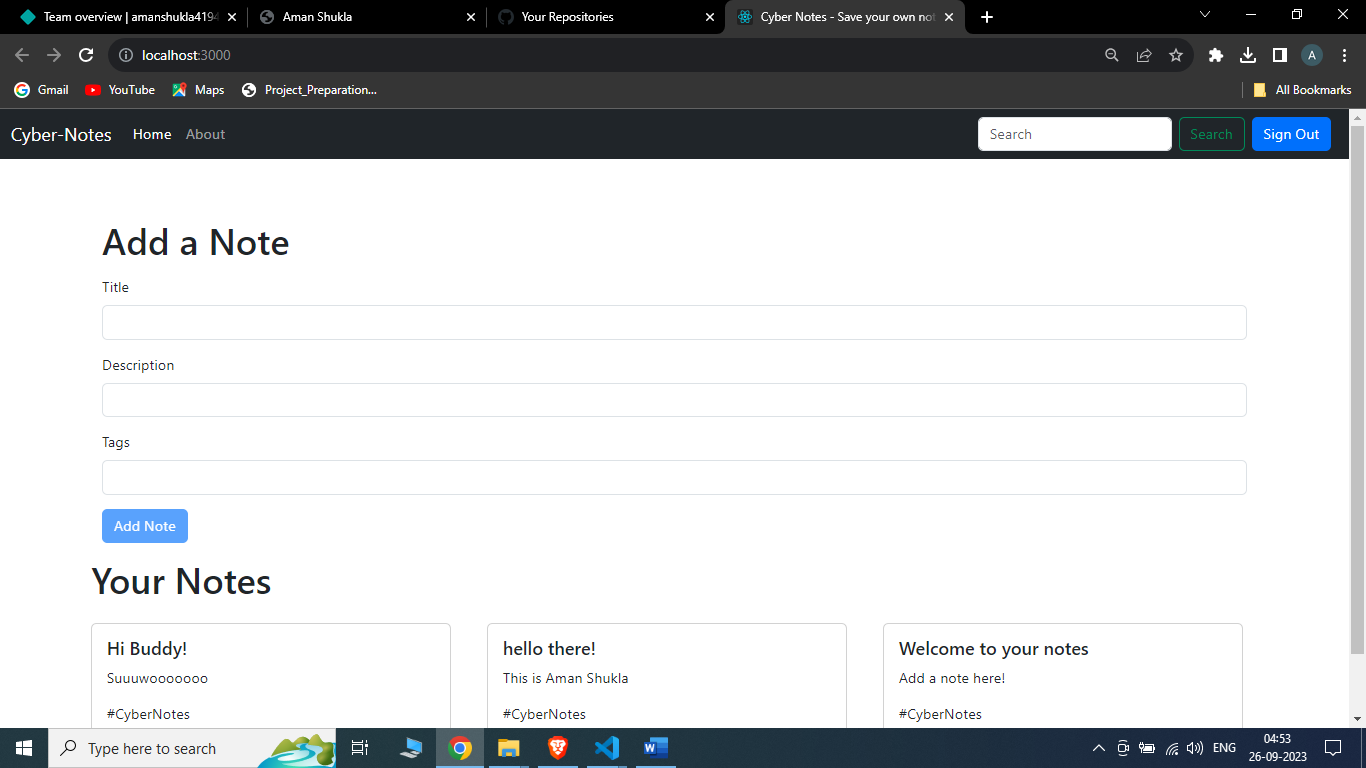 Team overview | amanshukla4194
Aman Shukla
Your Repositories
Cyber Notes - Save your own not
localhost:3000
A
Gmail
YouTube
Maps
Project_Preparation...
All Bookmarks
Cyber-Notes
Home
About
Search
Search
Sign Out
Add a Note
Title
Description
Tags
Add Note
Your Notes
Hi Buddy!
Suuuwooooooo
#CyberNotes
hello there!
This is Aman Shukla
#CyberNotes
Welcome to your notes
Add a note here!
#CyberNotes
Type here to search
ENG
04:53
26-09-2023